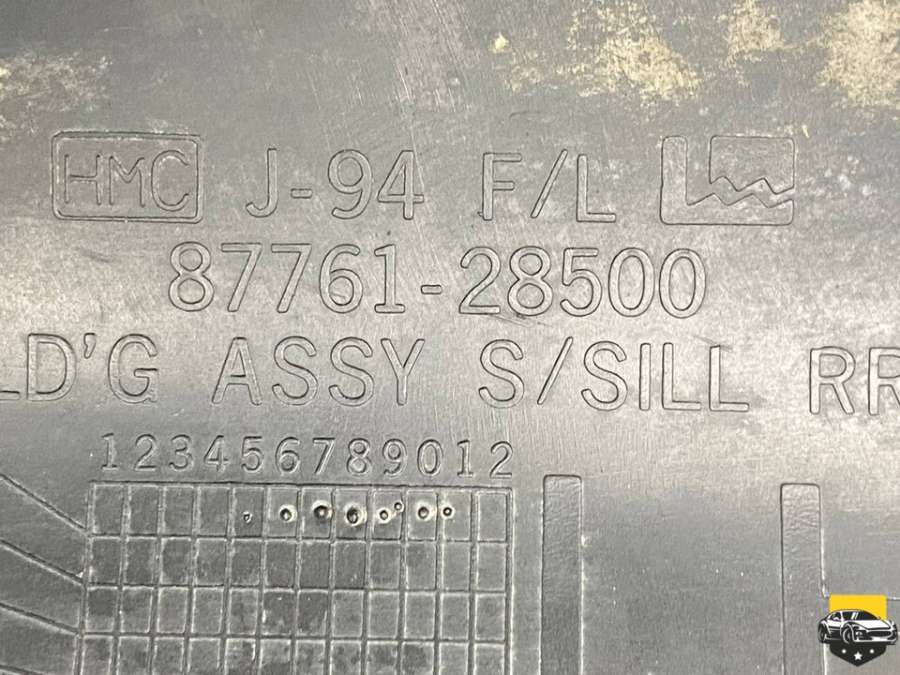 HMC J-94 F/L
87761-28500
LD'G ASSY S/SILL RR
123456789012